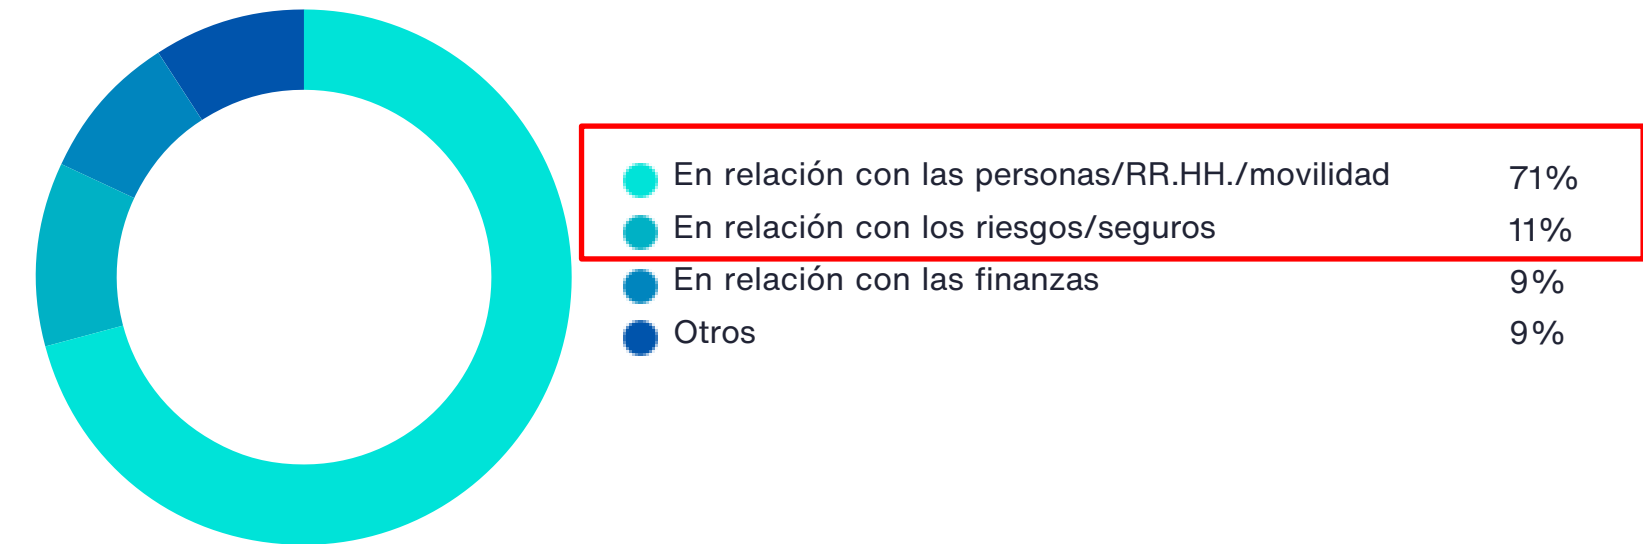 En relación con las personas/RR.HH./movilidad 71%
En relación con los riesgos/seguros 11%
En relación con las finanzas 9%
Otros 9%